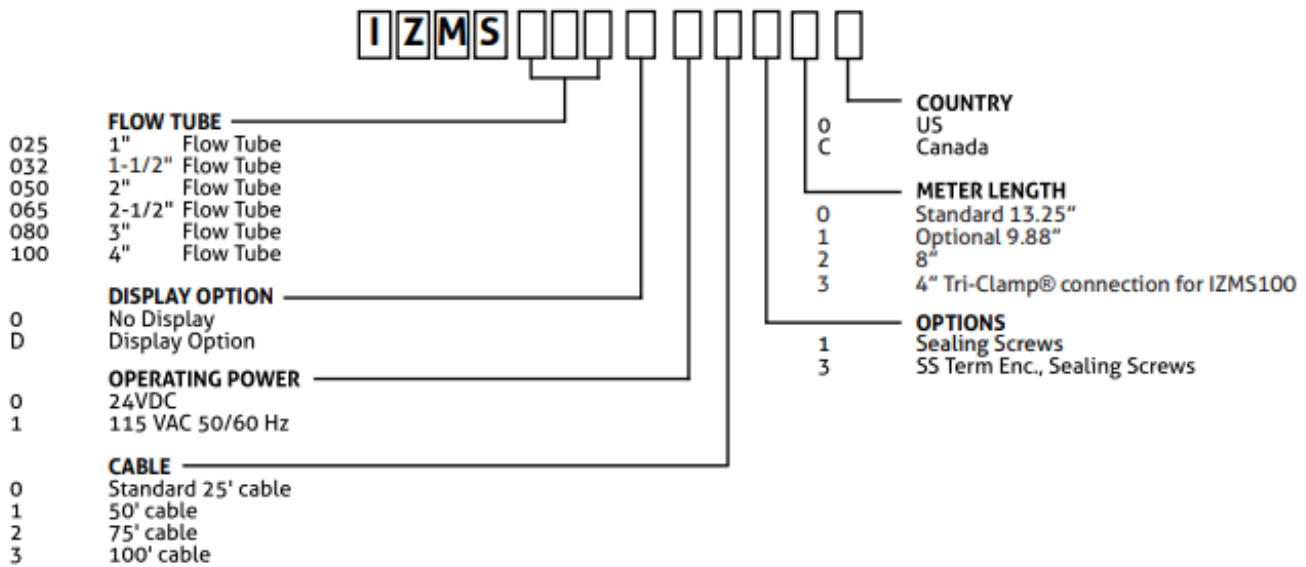 I Z M S
FLOW TUBE
025 1" Flow Tube
032 1-1/2" Flow Tube
050 2" Flow Tube
065 2-1/2" Flow Tube
080 3" Flow Tube
100 4" Flow Tube
DISPLAY OPTION
0 No Display
D Display Option
OPERATING POWER
0 24VDC
1 115 VAC 50/60 Hz
CABLE
0 Standard 25' cable
1 50' cable
2 75' cable
3 100' cable
COUNTRY
0 US
C Canada
METER LENGTH
0 Standard 13.25”
1 Optional 9.88”
2 8”
3 4” Tri-Clamp® connection for IZMS100
OPTIONS
1 Sealing Screws
3 SS Term Enc., Sealing Screws